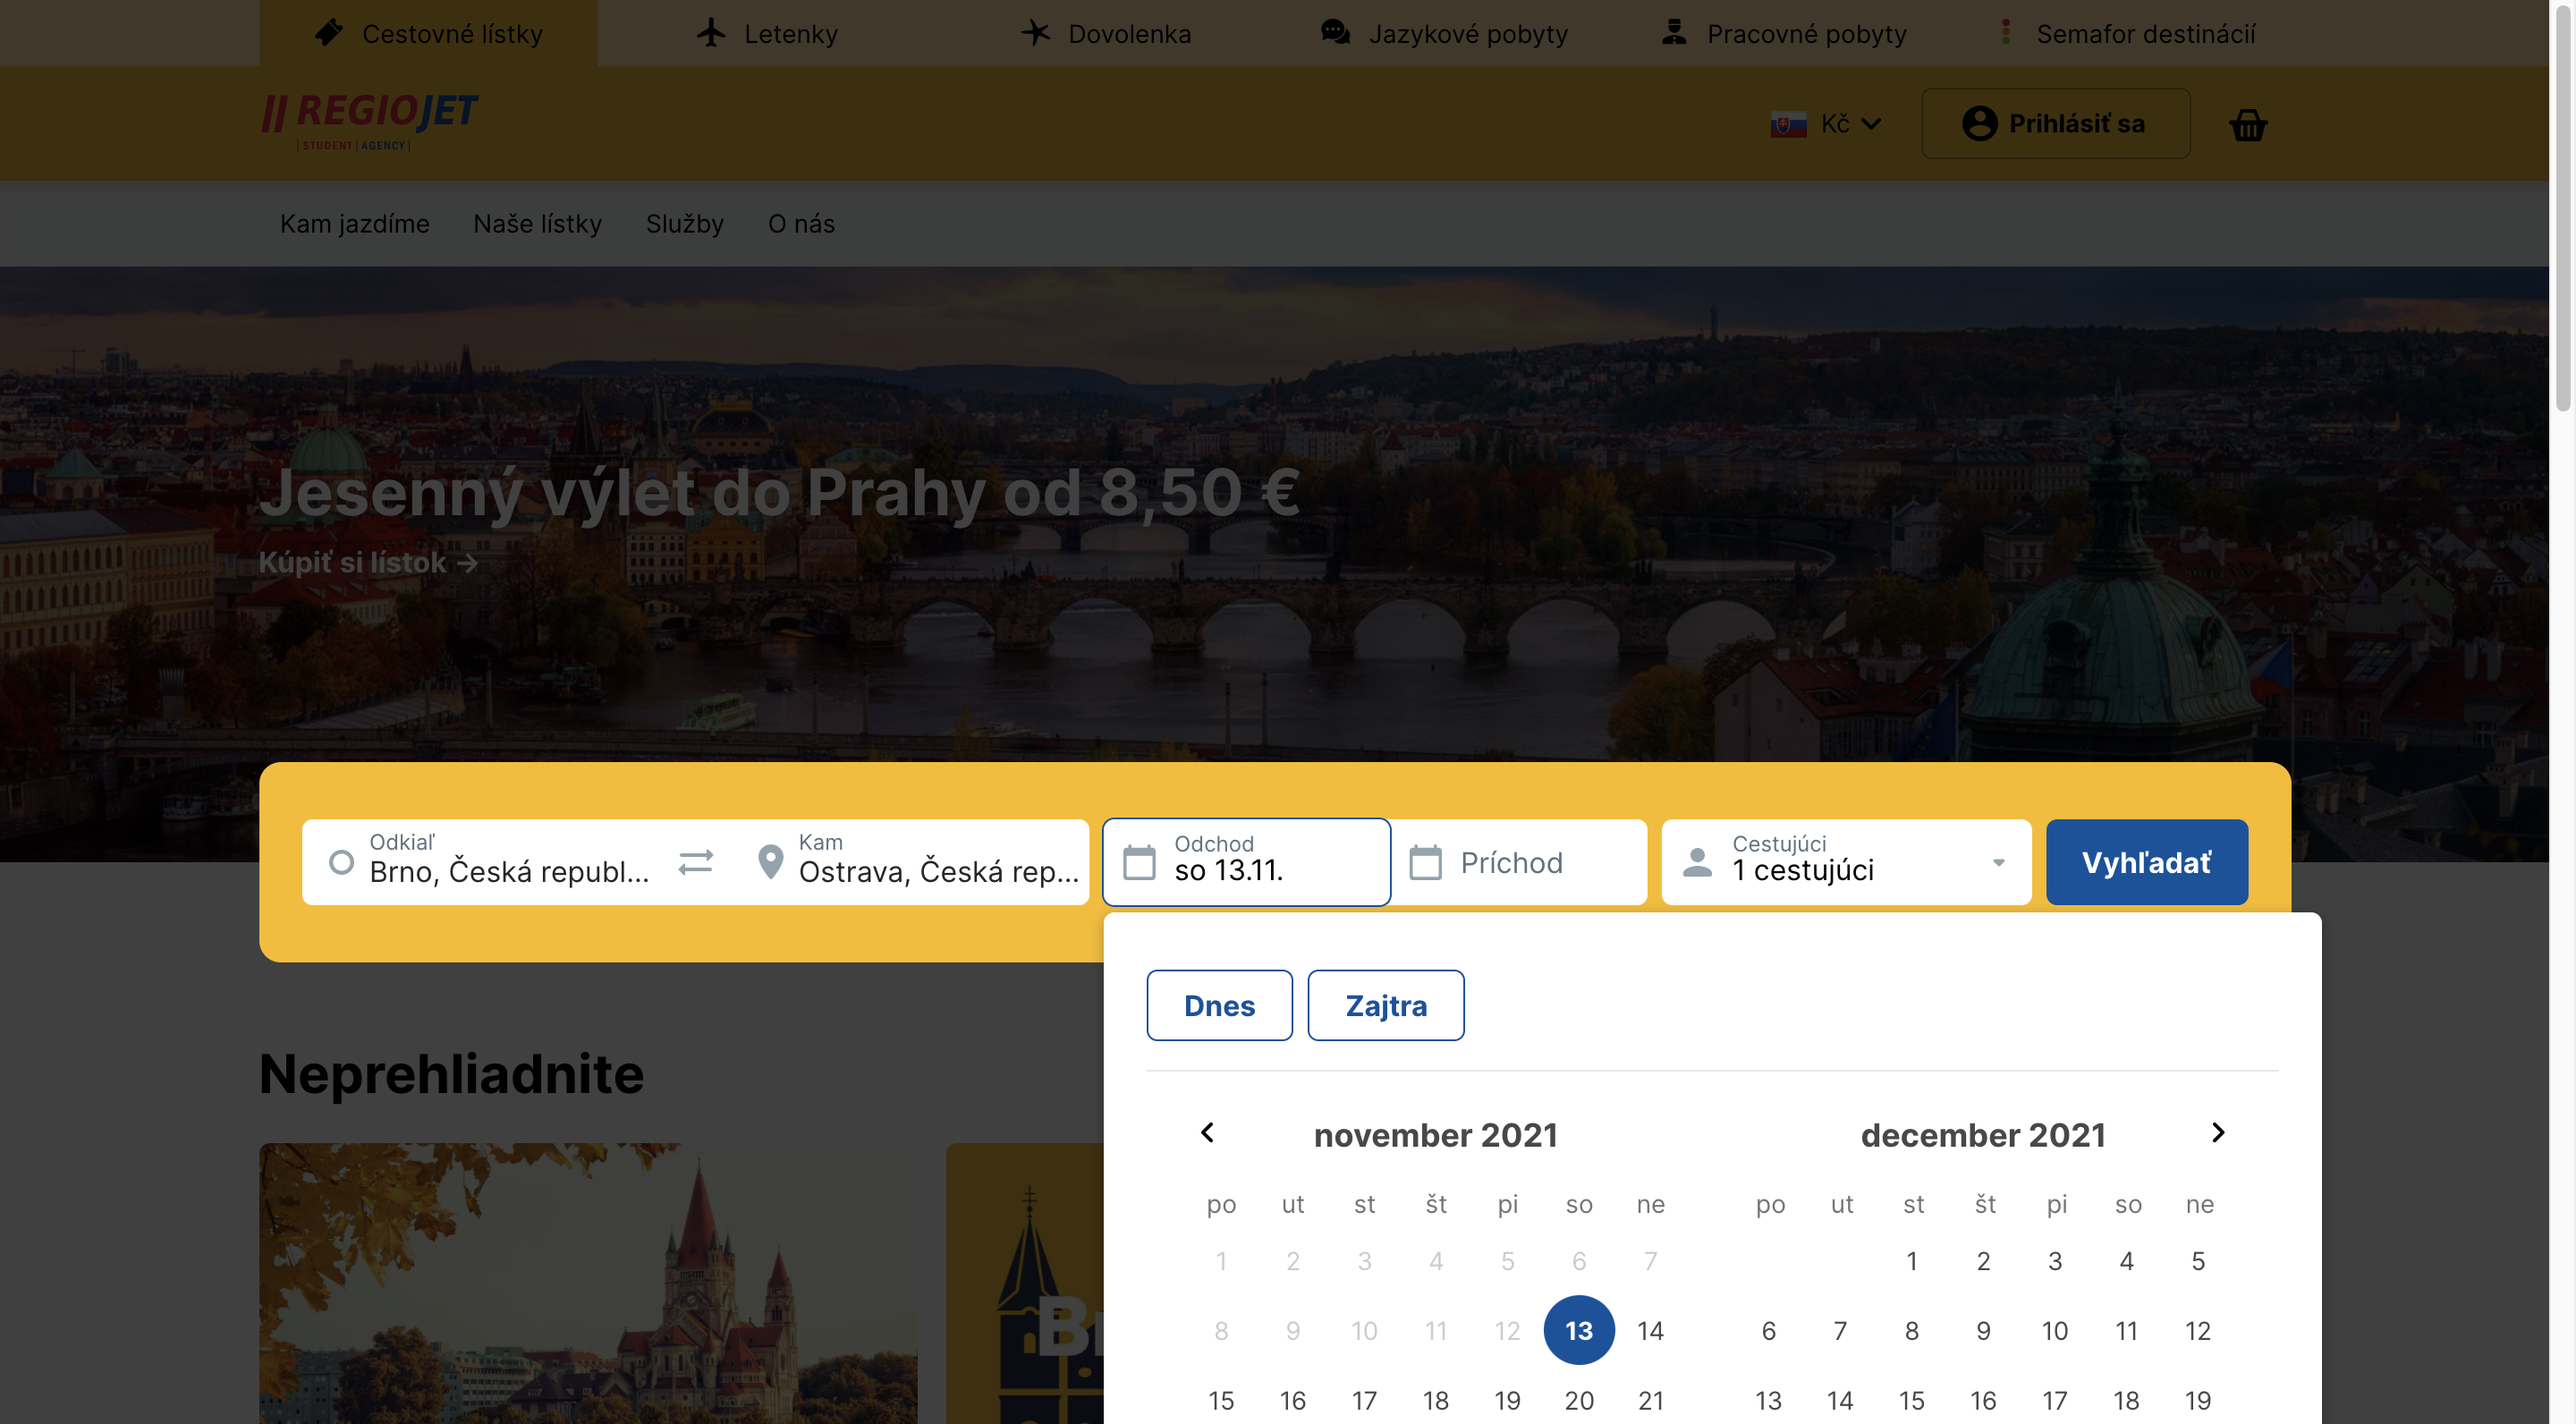 Cestovné lístky
Letenky
Dovolenka
Jazykové pobyty
Pracovné pobyty
Semafor destinácií
REGIOJET
STUDENT AGENCY
Kč
Prihlásiť sa
Kam jazdíme
Naše lístky
Služby
O nás
Jesenný výlet do Prahy od 8,50 €
Kúpiť si lístok →
Odkiaľ
Brno, Česká republ...
Kam
Ostrava, Česká rep...
Odchod
so 13.11.
Príchod
Cestujúci
1 cestujúci
Vyhľadať
Dnes
Zajtra
Neprehliadnite
november 2021
po ut st št pi so ne
1 2 3 4 5 6 7
8 9 10 11 12 13 14
15 16 17 18 19 20 21
december 2021
po ut st št pi so ne
1 2 3 4 5
6 7 8 9 10 11 12
13 14 15 16 17 18 19